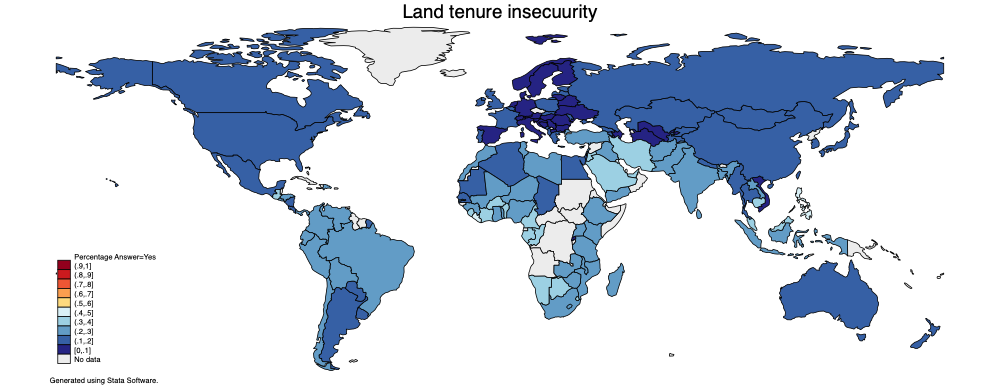 Land tenure insecuurity
Percentage Answer=Yes
(.9,1]
(.8,.9]
(.7,.8]
(.6,.7]
(.5,.6]
(.4,.5]
(.3,.4]
(.2,.3]
(.1,.2]
[0,.1]
No data
Generated using Stata Software.